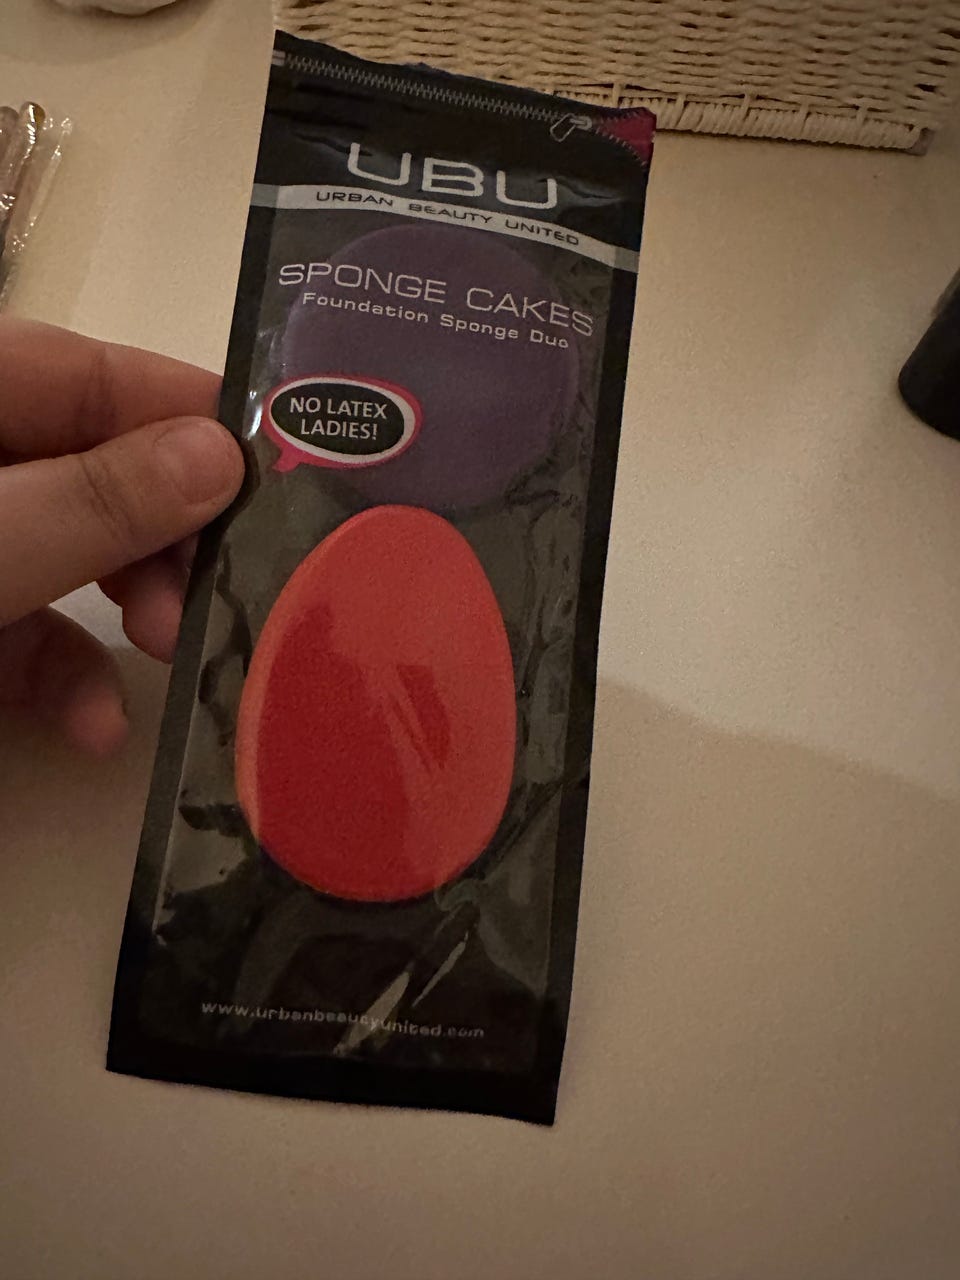 UBU
URBAN BEAUTY UNITED
SPONGE CAKES
Foundation Sponge Duo
NO LATEX
LADIES!
www.urbanbeautyunited.com